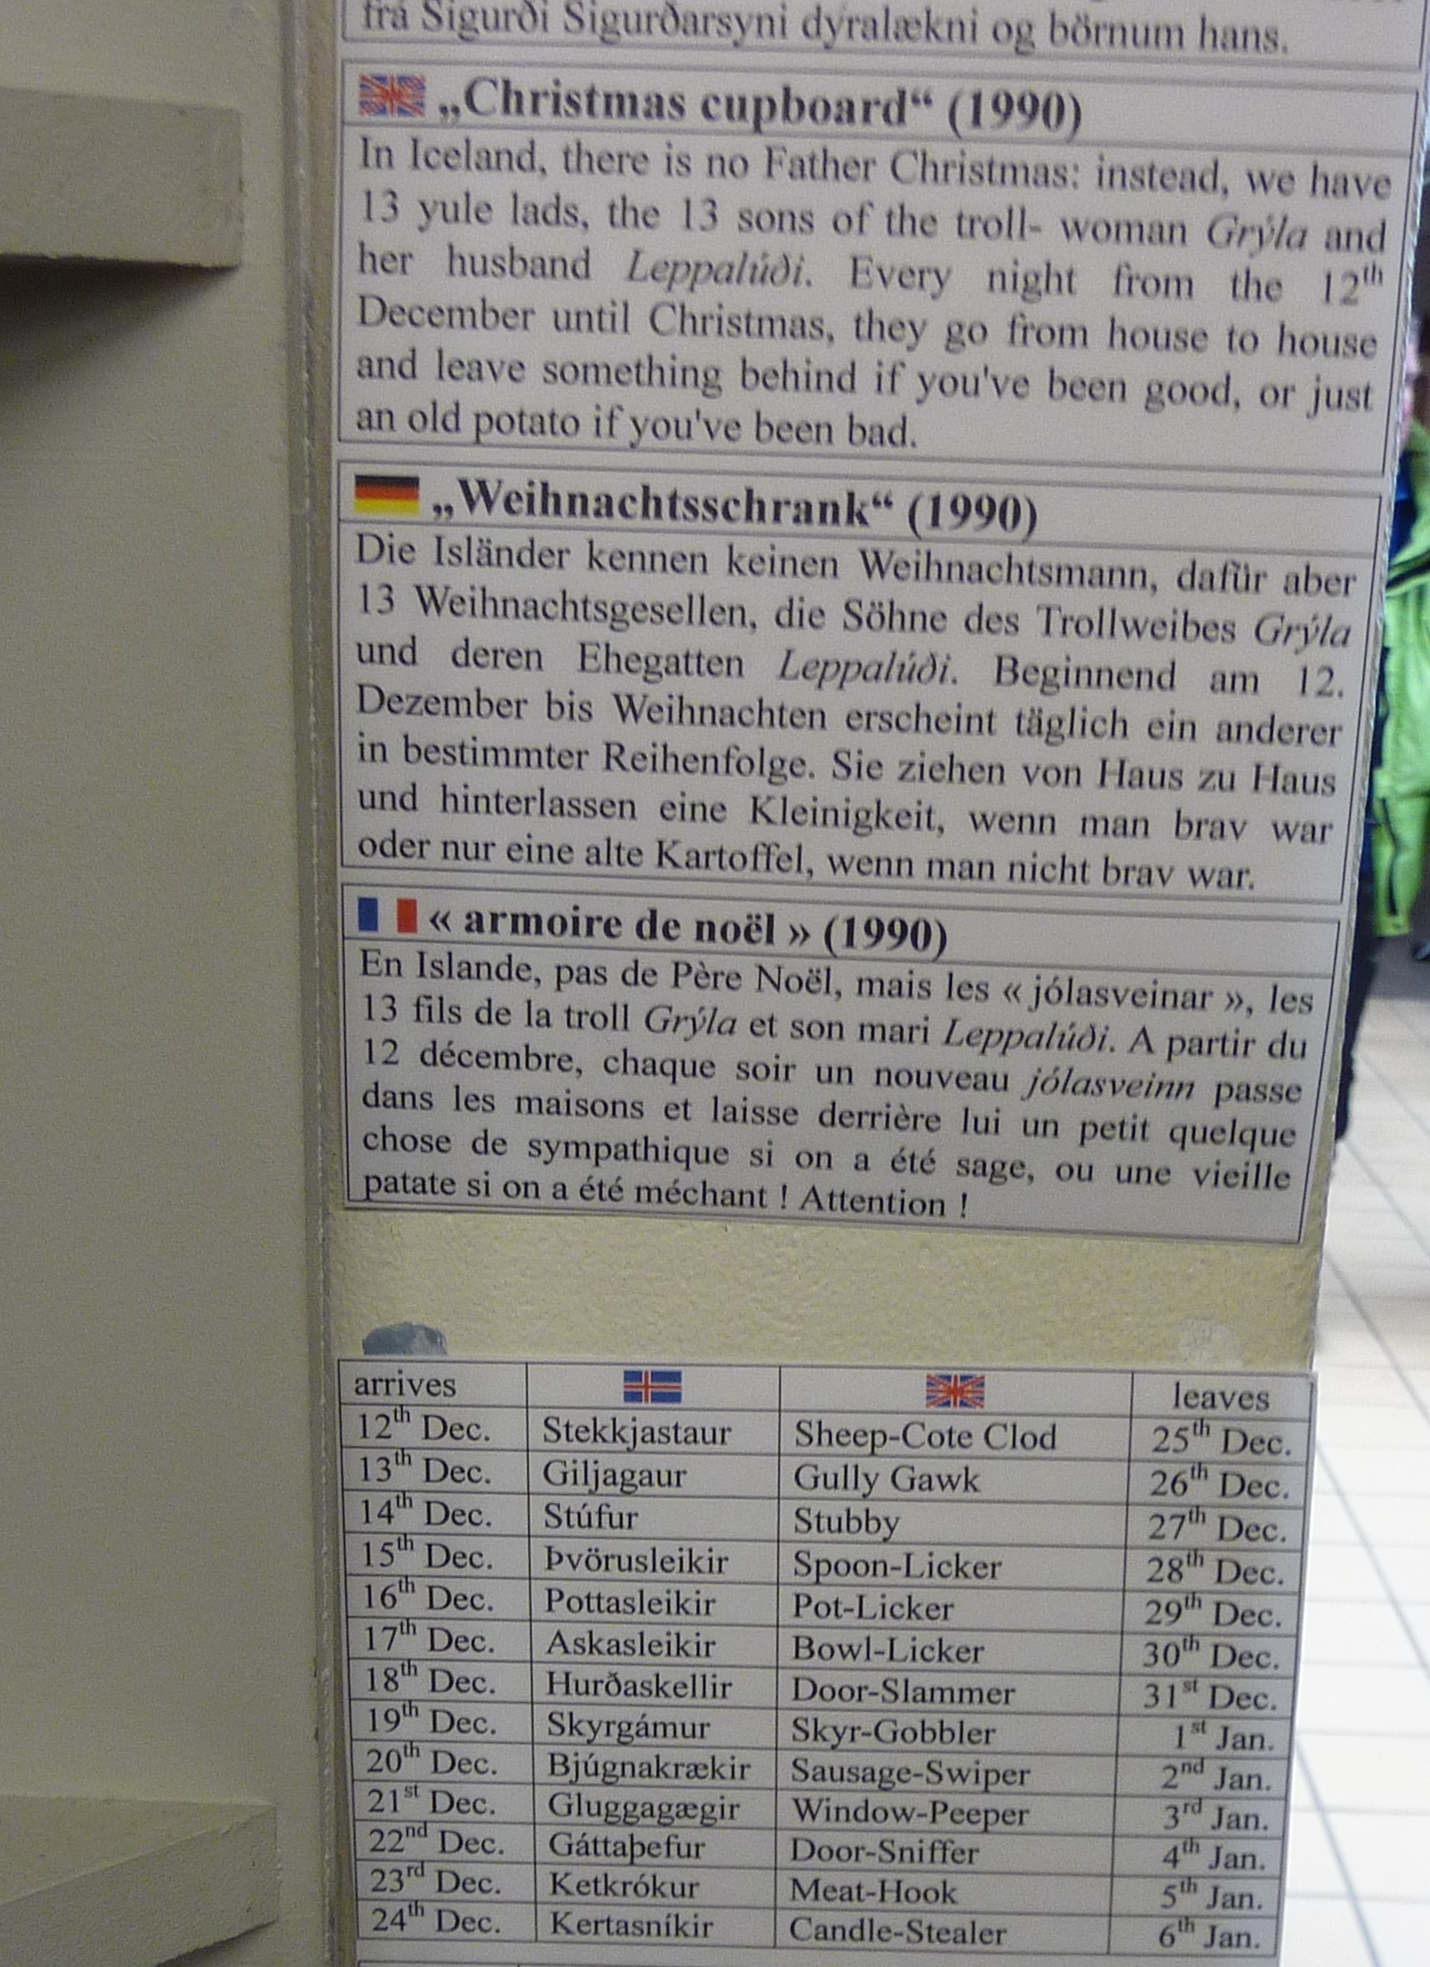 frá Sigurði Sigurðarsyni dýralækni og börnum hans.
„Christmas cupboard“ (1990)
In Iceland, there is no Father Christmas: instead, we have
13 yule lads, the 13 sons of the troll- woman Grýla and
her husband Leppalúði. Every night from the 12th
December until Christmas, they go from house to house
and leave something behind if you've been good, or just
an old potato if you've been bad.
„Weihnachtsschrank“ (1990)
Die Isländer kennen keinen Weihnachtsmann, dafür aber
13 Weihnachtsgesellen, die Söhne des Trollweibes Grýla
und deren Ehegatten Leppalúði. Beginnend am 12.
Dezember bis Weihnachten erscheint täglich ein anderer
in bestimmter Reihenfolge. Sie ziehen von Haus zu Haus
und hinterlassen eine Kleinigkeit, wenn man brav war
oder nur eine alte Kartoffel, wenn man nicht brav war.
« armoire de noël » (1990)
En Islande, pas de Père Noël, mais les « jólasveinar », les
13 fils de la troll Grýla et son mari Leppalúði. A partir du
12 décembre, chaque soir un nouveau jólasveinn passe
dans les maisons et laisse derrière lui un petit quelque
chose de sympathique si on a été sage, ou une vieille
patate si on a été méchant ! Attention !
arrives leaves
12th Dec. Stekkjastaur Sheep-Cote Clod 25th Dec.
13th Dec. Giljagaur Gully Gawk 26th Dec.
14th Dec. Stúfur Stubby 27th Dec.
15th Dec. Þvörusleikir Spoon-Licker 28th Dec.
16th Dec. Pottasleikir Pot-Licker 29th Dec.
17th Dec. Askasleikir Bowl-Licker 30th Dec.
18th Dec. Hurðaskellir Door-Slammer 31st Dec.
19th Dec. Skyrgámur Skyr-Gobbler 1st Jan.
20th Dec. Bjúgnakrækir Sausage-Swiper 2nd Jan.
21st Dec. Gluggagægir Window-Peeper 3rd Jan.
22nd Dec. Gáttaþefur Door-Sniffer 4th Jan.
23rd Dec. Ketkrókur Meat-Hook 5th Jan.
24th Dec. Kertasníkir Candle-Stealer 6th Jan.